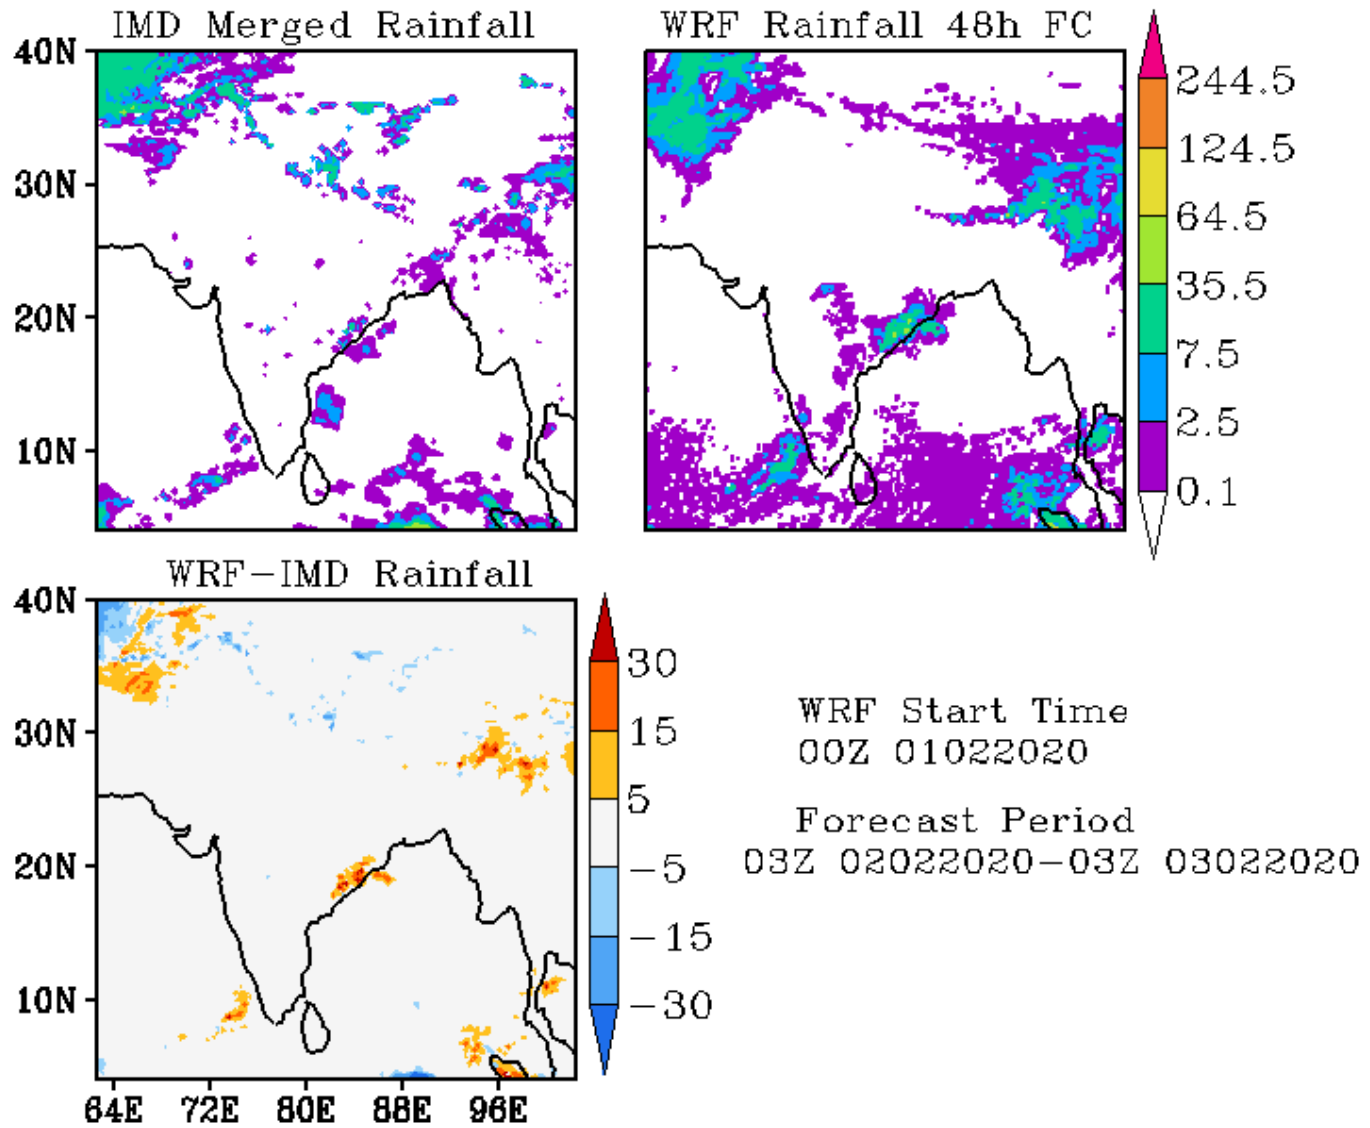 IMD Merged Rainfall
WRF Rainfall 48h FC
40N
30N
20N
10N
244.5
124.5
64.5
35.5
7.5
2.5
0.1
WRF-IMD Rainfall
40N
30N
20N
10N
64E 72E 80E 88E 96E
30
15
5
-5
-15
-30
WRF Start Time
00Z 01022020
Forecast Period
03Z 02022020-03Z 03022020